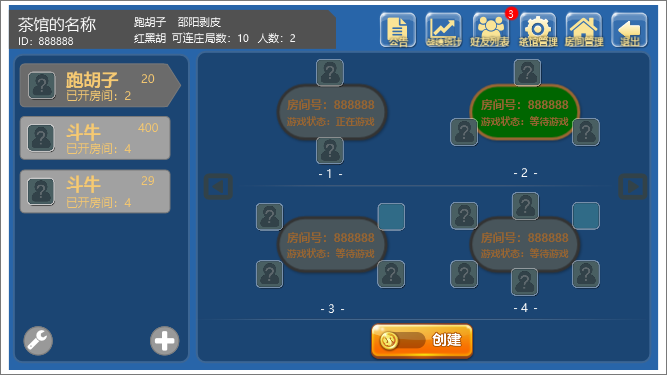 茶馆的名称
ID: 888888
跑胡子 邵阳剥皮
红黑胡 可连庄局数: 10 人数: 2
公告
战绩统计
好友列表
3
茶馆管理
房间管理
退出
跑胡子
20
已开房间: 2
斗牛
400
已开房间: 4
斗牛
29
已开房间: 4
房间号: 888888
游戏状态: 正在游戏
- 1 -
房间号: 888888
游戏状态: 等待游戏
- 2 -
房间号: 888888
游戏状态: 等待游戏
- 3 -
房间号: 888888
游戏状态: 等待游戏
- 4 -
创建